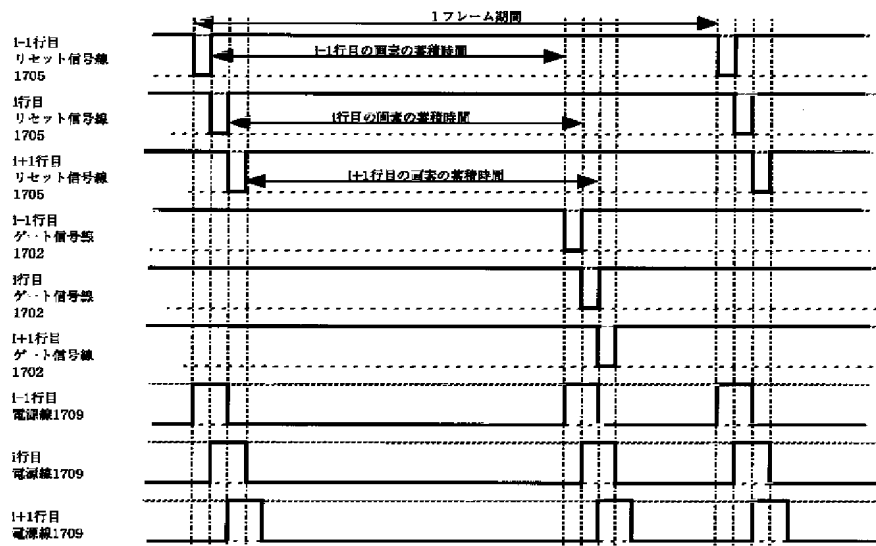 1フレーム期間
i−1行目
リセット信号線
1705
i−1行目の画素の蓄積時間
i行目
リセット信号線
1705
i行目の画素の蓄積時間
i+1行目
リセット信号線
1705
i+1行目の画素の蓄積時間
i−1行目
ゲート信号線
1702
i行目
ゲート信号線
1702
i+1行目
ゲート信号線
1702
i−1行目
電源線1709
i行目
電源線1709
i+1行目
電源線1709